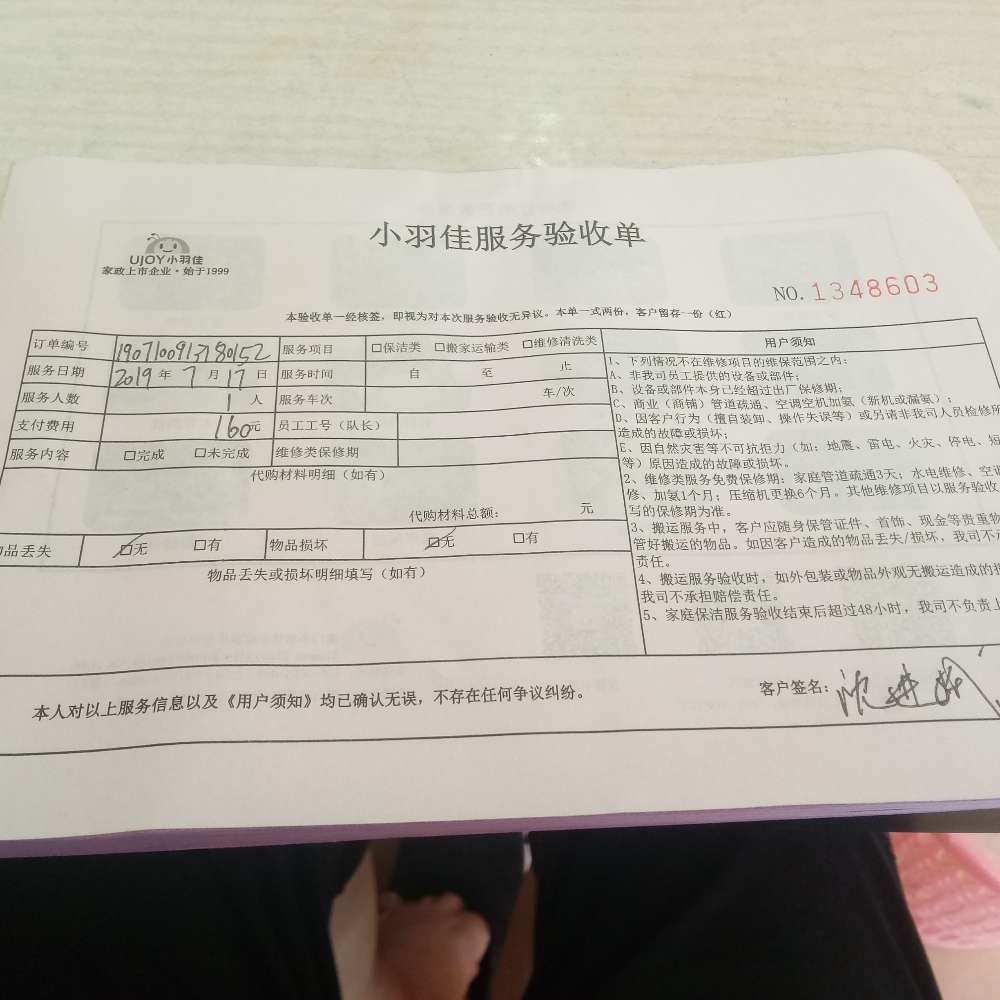 小羽佳服务验收单
UJOY小羽佳
家政上市企业·始于1999
NO.1348603
本验收单一经核签，即视为对本次服务验收无异议。本单一式两份，客户留存一份（红）
订单编号 服务项目 □保洁类 □搬家运输类 □维修清洗类
服务日期 2019年7月17日 服务时间 自 至 止
服务人数 1人 服务车次 车/次
支付费用 160元 员工工号（队长）
服务内容 □完成 □未完成 维修类保修期
代购材料明细（如有）
代购材料总额： 元
品丢失 ☑无 □有 物品损坏 ☑无 □有
物品丢失或损坏明细填写（如有）
用户须知
1、下列情况不在维修项目的维保范围之内：
A、非我司员工提供的设备或部件；
B、设备或部件本身已经超过出厂保修期；
C、商业（商铺）管道疏通、空调空机加氨（新机或漏氨）；
D、因客户行为（擅自装卸、操作失误等）或另请非我司人员检修所
造成的故障或损坏；
E、因自然灾害等不可抗拒力（如：地震、雷电、火灾、停电、短
等）原因造成的故障或损坏。
2、维修类服务免费保修期：家庭管道疏通3天；水电维修、空调
修、加氨1个月；压缩机更换6个月。其他维修项目以服务验收
写的保修期为准。
3、搬运服务中，客户应随身保管证件、首饰、现金等贵重物
管好搬运的物品。如因客户造成的物品丢失/损坏，我司不承
责任。
4、搬运服务验收时，如外包装或物品外观无搬运造成的损
我司不承担赔偿责任。
5、家庭保洁服务验收结束后超过48小时，我司不负责上
本人对以上服务信息以及《用户须知》均已确认无误，不存在任何争议纠纷。
客户签名：